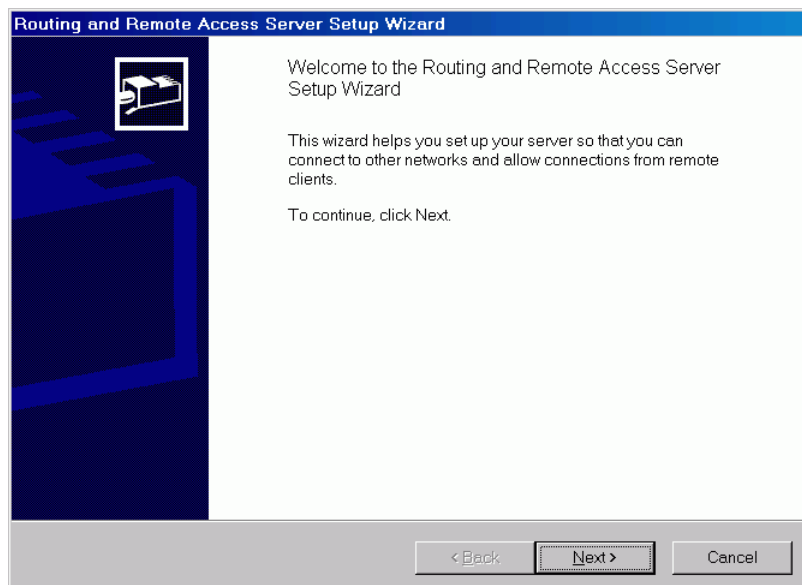 Routing and Remote Access Server Setup Wizard
Welcome to the Routing and Remote Access Server
Setup Wizard
This wizard helps you set up your server so that you can
connect to other networks and allow connections from remote
clients.
To continue, click Next.
< Back
Next >
Cancel